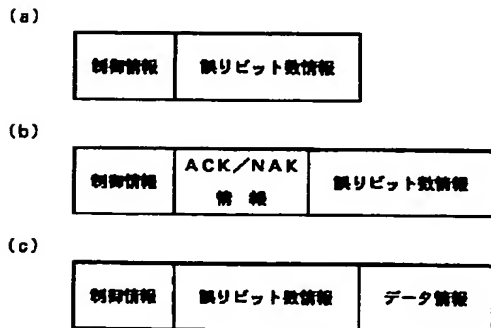 (a)
制御情報 誤りビット数情報
(b)
制御情報 ACK/NAK 情報 誤りビット数情報
(c)
制御情報 誤りビット数情報 データ情報